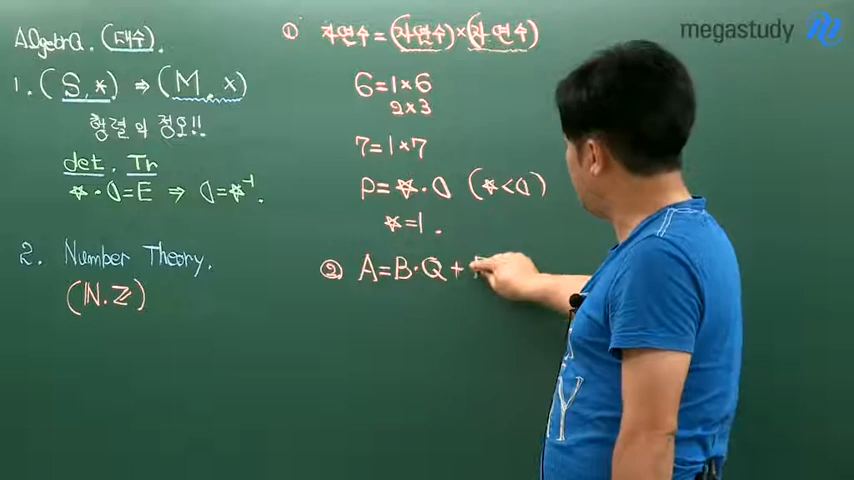 Algebra. (대수).
1. (S, *) ⇒ (M, ×)
행렬의 정요!!
det. Tr
☆·D=E ⇒ D=☆⁻¹.
2. Number Theory.
(ℕ. ℤ)
① 자연수=(자연수)×(자연수)
6=1×6
2×3
7=1×7
p=☆·D (☆<D)
☆=1.
② A=B·Q+
megastudy M
Y